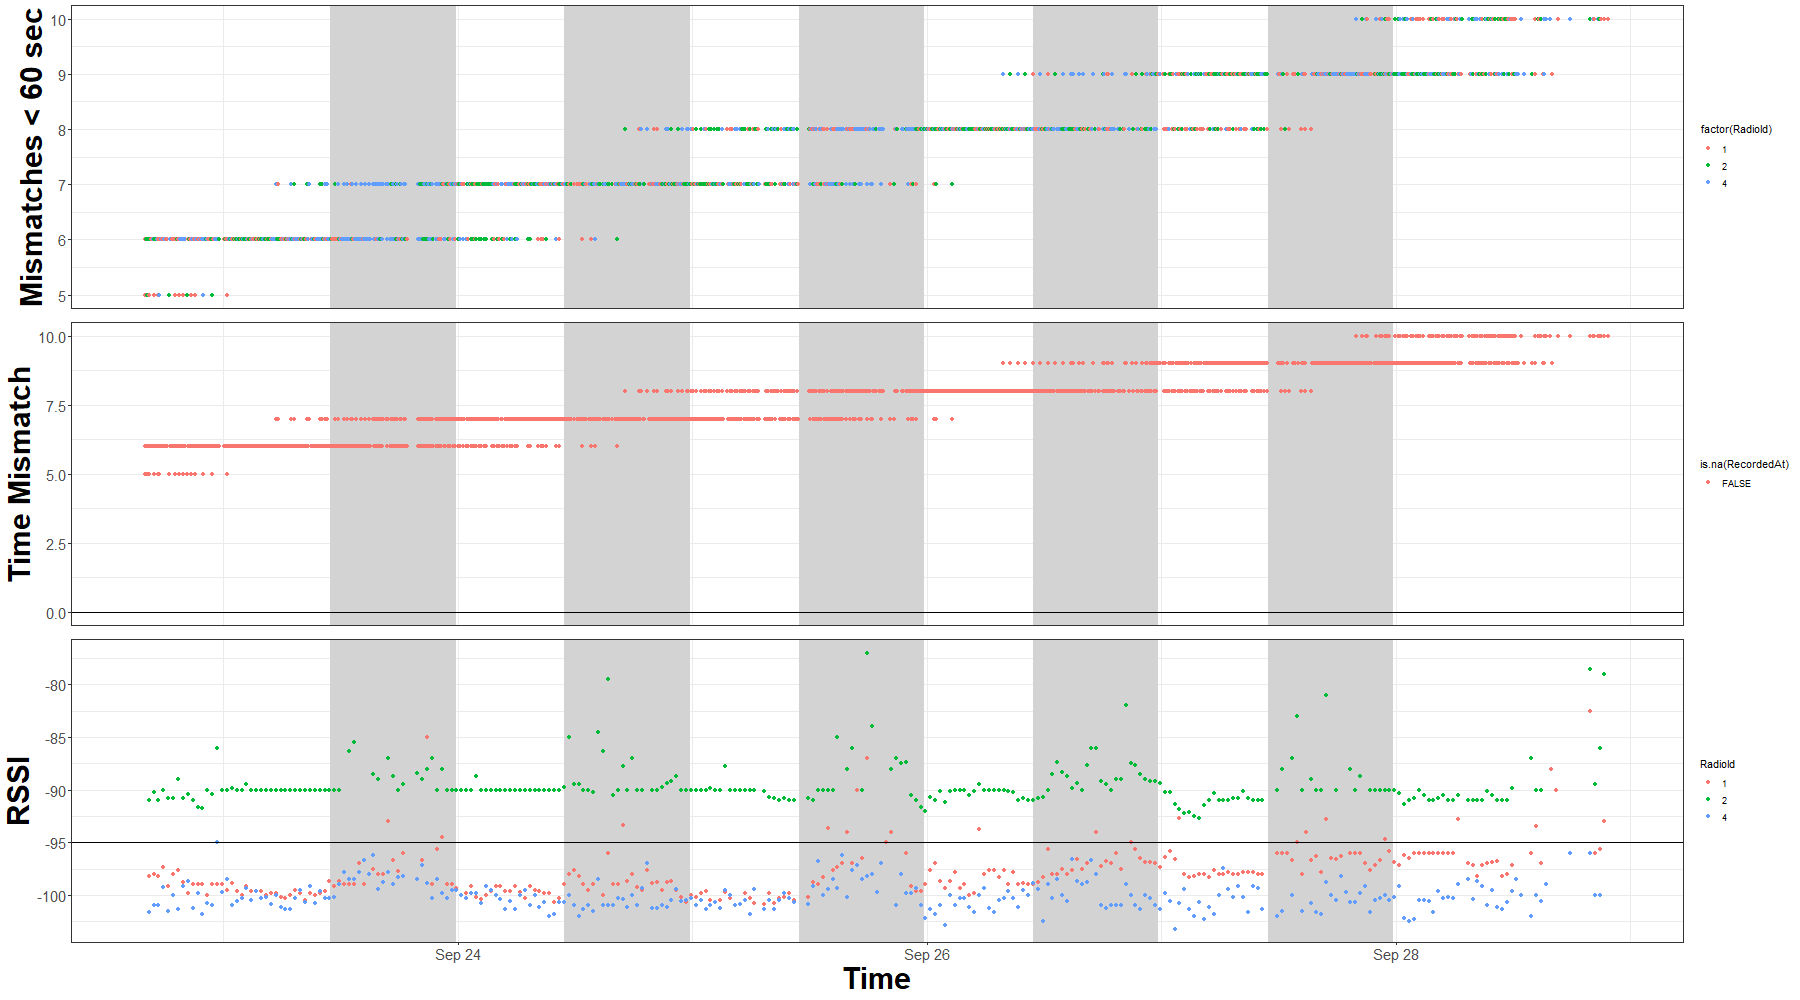 Mismatches < 60 sec
10
9
8
7
6
5
factor(RadioId)
1
2
4
Time Mismatch
10.0
7.5
5.0
2.5
0.0
is.na(RecordedAt)
FALSE
RSSI
-80
-85
-90
-95
-100
RadioId
1
2
4
Sep 24
Sep 26
Sep 28
Time